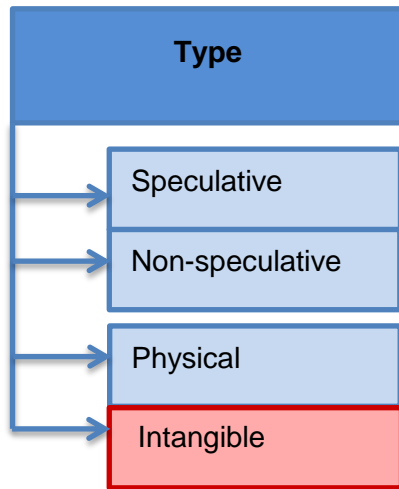 Type
Speculative
Non-speculative
Physical
Intangible